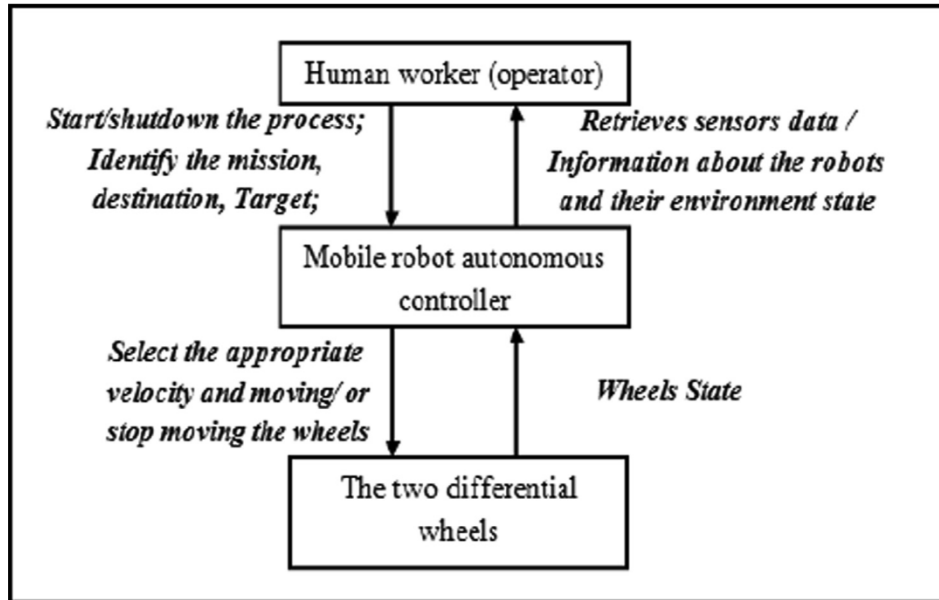 Human worker (operator)
Start/shutdown the process;
Identify the mission,
destination, Target;
Retrieves sensors data /
Information about the robots
and their environment state
Mobile robot autonomous
controller
Select the appropriate
velocity and moving/ or
stop moving the wheels
Wheels State
The two differential
wheels